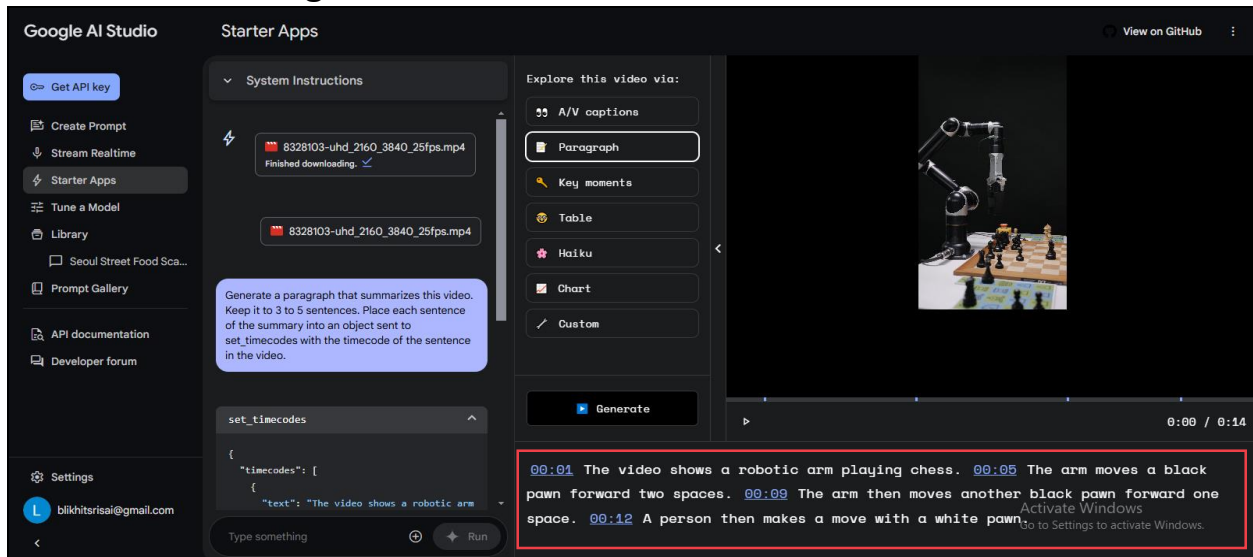 Google AI Studio
Starter Apps
View on GitHub
Get API key
Create Prompt
Stream Realtime
Starter Apps
Tune a Model
Library
Seoul Street Food Sca...
Prompt Gallery
API documentation
Developer forum
Settings
L
blikhitsrisai@gmail.com
System Instructions
8328103-uhd_2160_3840_25fps.mp4
Finished downloading.
8328103-uhd_2160_3840_25fps.mp4
Generate a paragraph that summarizes this video.
Keep it to 3 to 5 sentences. Place each sentence
of the summary into an object sent to
set_timecodes with the timecode of the sentence
in the video.
set_timecodes
{
"timecodes": [
{
"text": "The video shows a robotic arm
Type something
Run
Explore this video via:
A/V captions
Paragraph
Key moments
Table
Haiku
Chart
Custom
Generate
0:00 / 0:14
00:01 The video shows a robotic arm playing chess. 00:05 The arm moves a black
pawn forward two spaces. 00:09 The arm then moves another black pawn forward one
space. 00:12 A person then makes a move with a white pawn.
Activate Windows
Go to Settings to activate Windows.